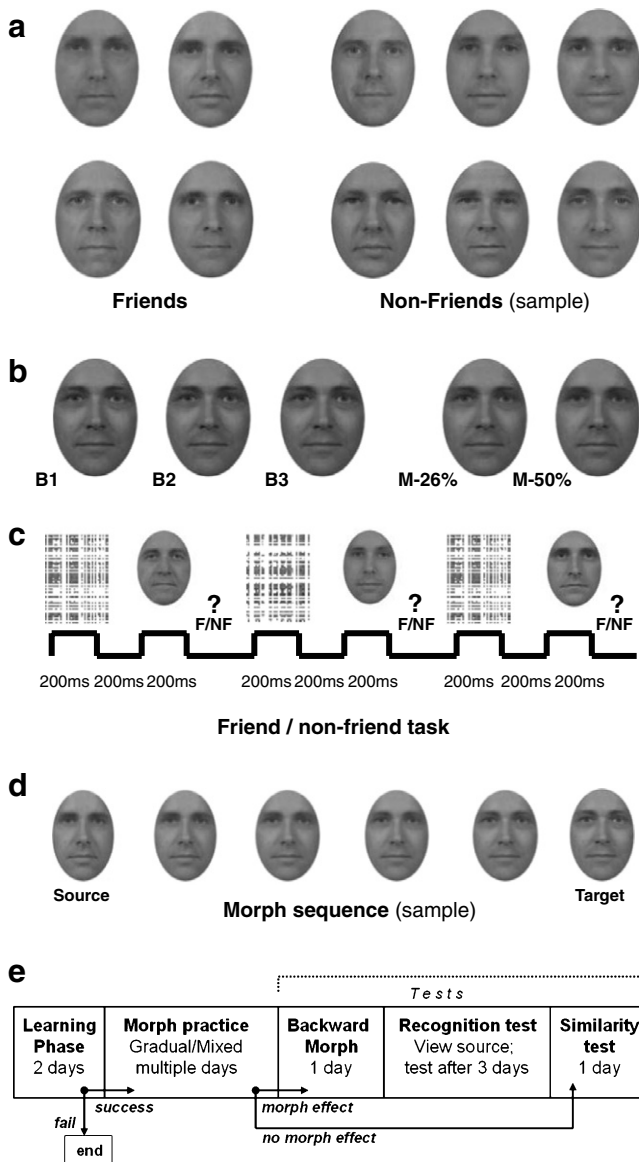 a
Friends
Non-Friends (sample)
b
B1
B2
B3
M-26%
M-50%
c
?
F/NF
?
F/NF
?
F/NF
200ms 200ms 200ms
200ms 200ms 200ms
200ms 200ms 200ms
Friend / non-friend task
d
Source
Target
Morph sequence (sample)
e
Tests
Learning
Phase
2 days
Morph practice
Gradual/Mixed
multiple days
Backward
Morph
1 day
Recognition test
View source;
test after 3 days
Similarity
test
1 day
success
fail
end
morph effect
no morph effect